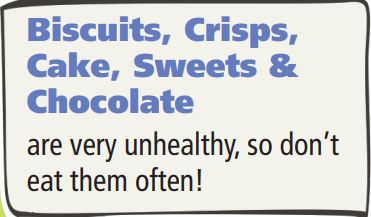 Biscuits, Crisps,
Cake, Sweets &
Chocolate
are very unhealthy, so don't
eat them often!